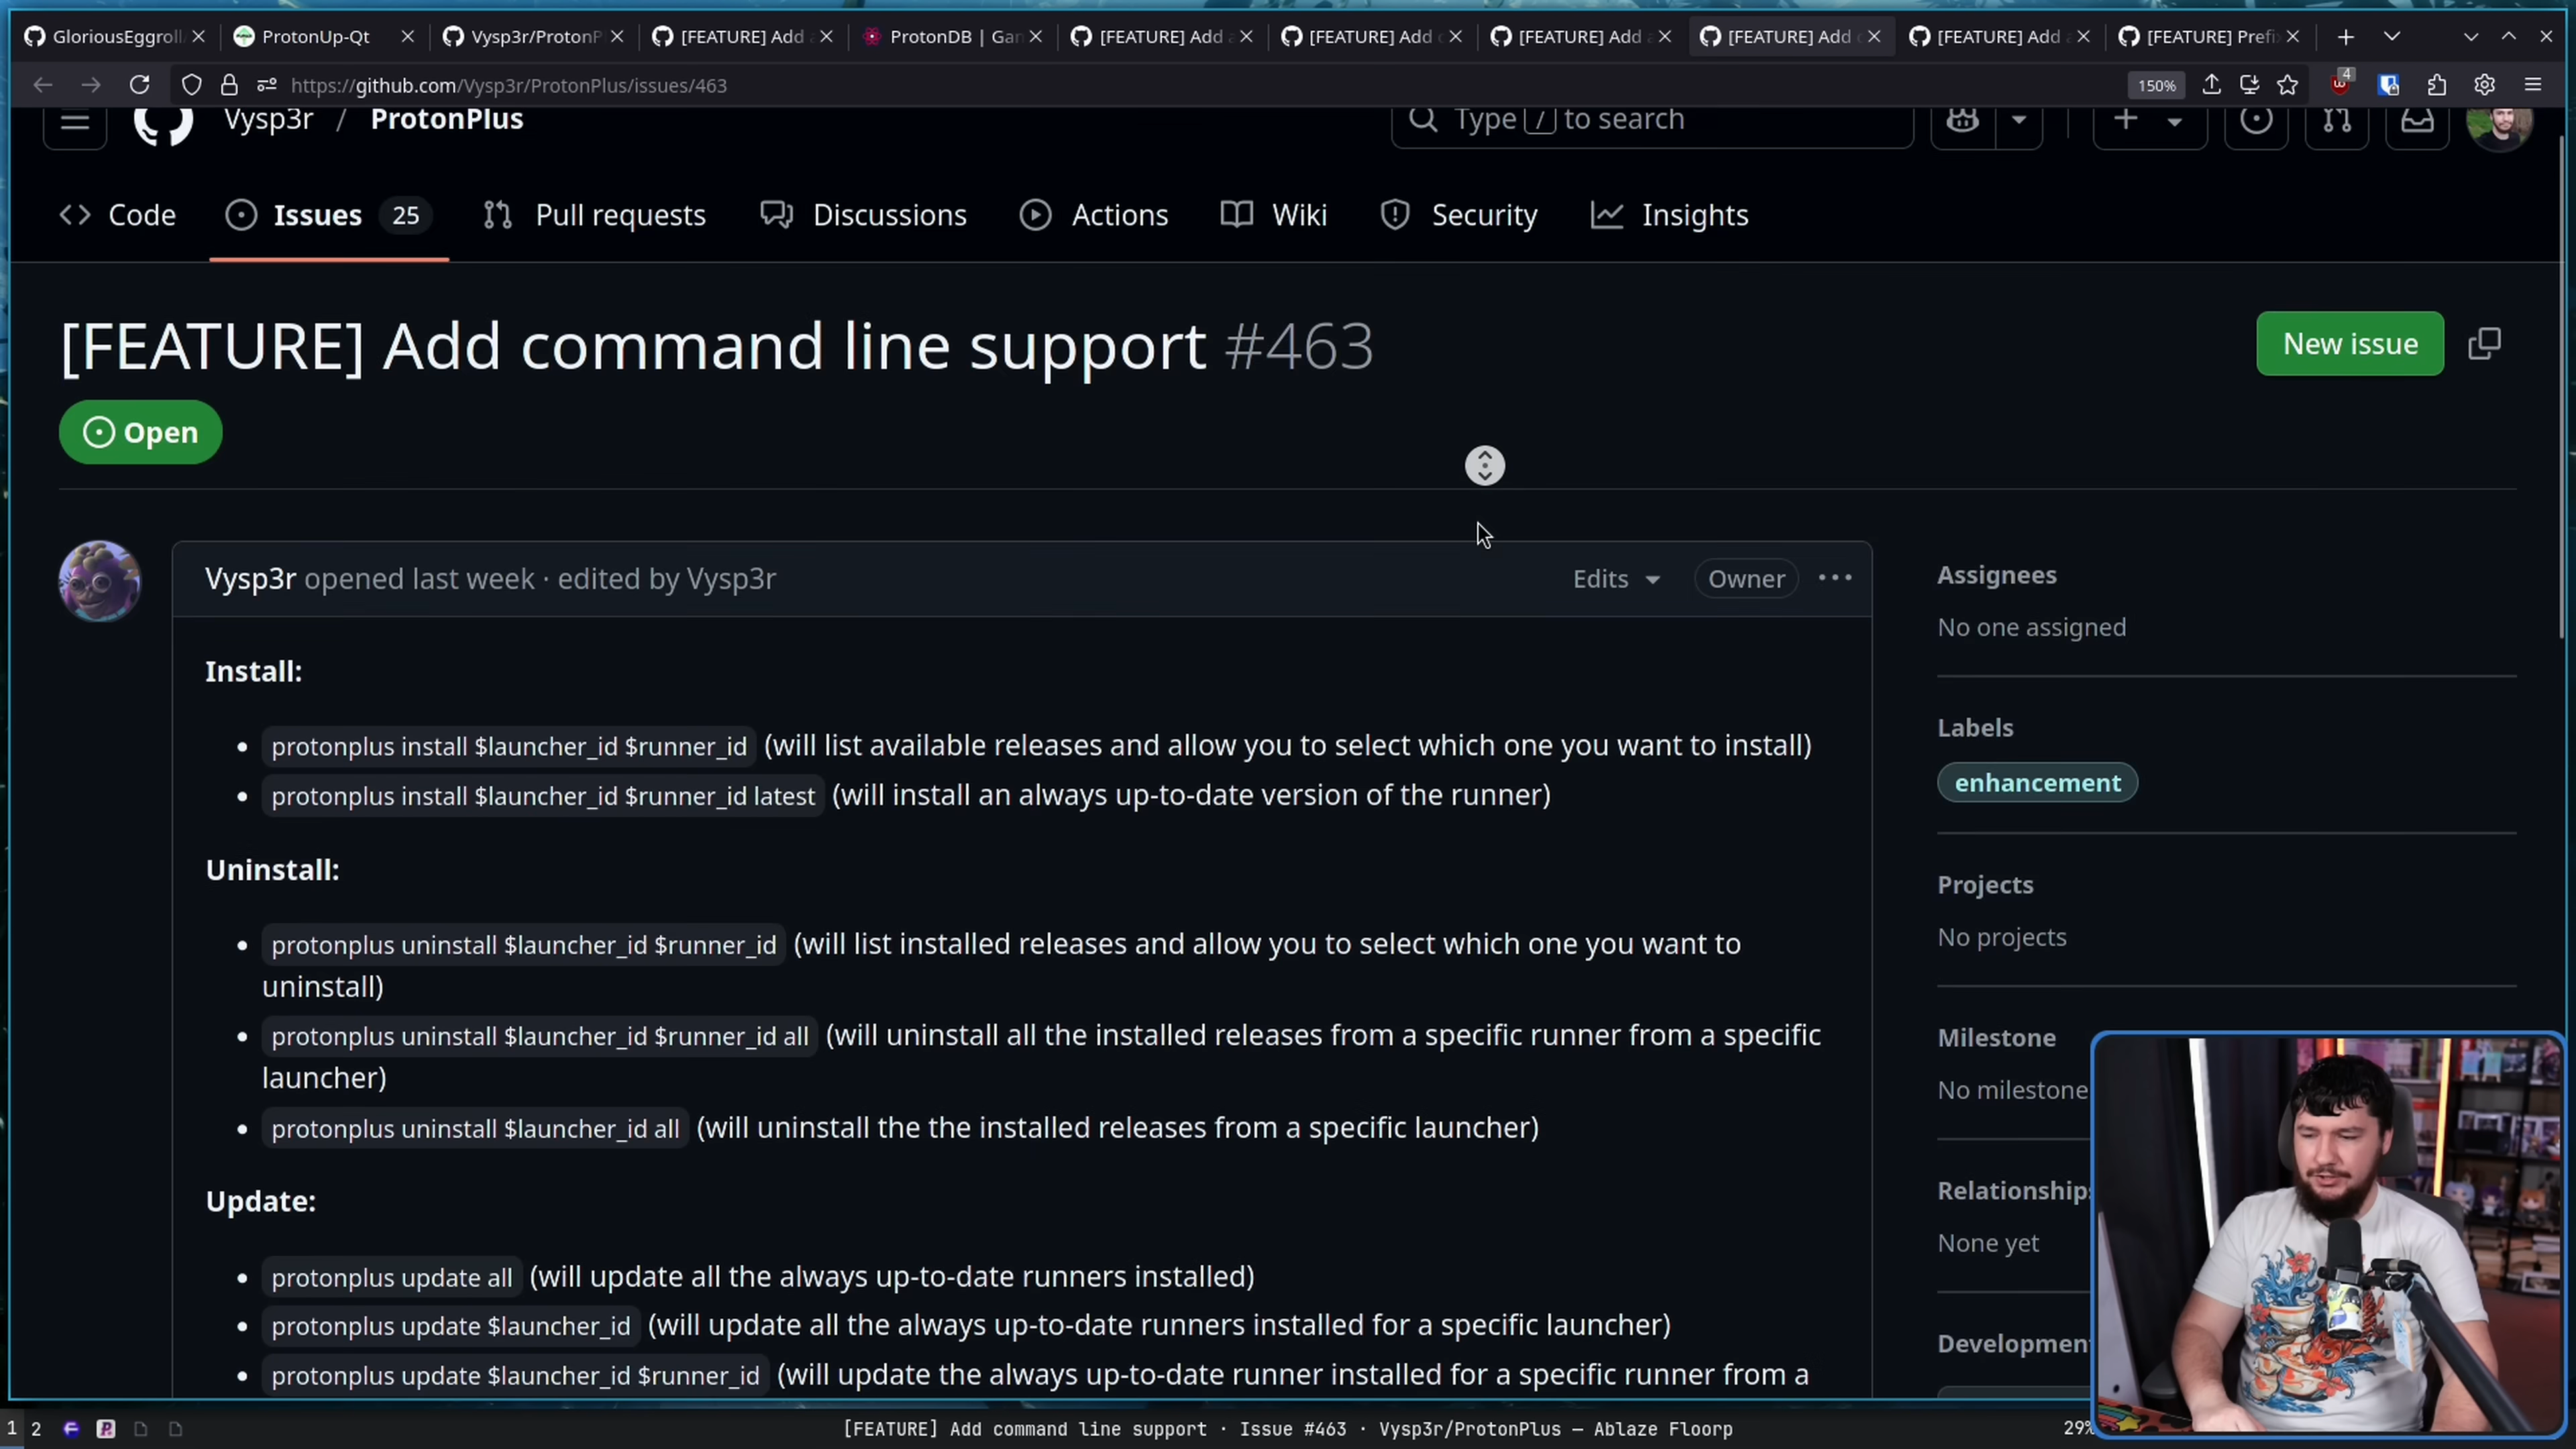 GloriousEggroll
ProtonUp-Qt
Vysp3r/ProtonP
[FEATURE] Add
ProtonDB | Gam
[FEATURE] Add
[FEATURE] Add
[FEATURE] Add
[FEATURE] Add
[FEATURE] Add
[FEATURE] Prefi
https://github.com/Vysp3r/ProtonPlus/issues/463
150%
4
Vysp3r / ProtonPlus
Type / to search
Code
Issues 25
Pull requests
Discussions
Actions
Wiki
Security
Insights
[FEATURE] Add command line support #463
New issue
Open
Vysp3r opened last week · edited by Vysp3r
Edits
Owner
Install:
• protonplus install $launcher_id $runner_id (will list available releases and allow you to select which one you want to install)
• protonplus install $launcher_id $runner_id latest (will install an always up-to-date version of the runner)
Uninstall:
• protonplus uninstall $launcher_id $runner_id (will list installed releases and allow you to select which one you want to
uninstall)
• protonplus uninstall $launcher_id $runner_id all (will uninstall all the installed releases from a specific runner from a specific
launcher)
• protonplus uninstall $launcher_id all (will uninstall the the installed releases from a specific launcher)
Update:
• protonplus update all (will update all the always up-to-date runners installed)
• protonplus update $launcher_id (will update all the always up-to-date runners installed for a specific launcher)
• protonplus update $launcher_id $runner_id (will update the always up-to-date runner installed for a specific runner from a
Assignees
No one assigned
Labels
enhancement
Projects
No projects
Milestone
No milestone
Relationships
None yet
Development
1 2
[FEATURE] Add command line support · Issue #463 · Vysp3r/ProtonPlus — Ablaze Floorp
29%